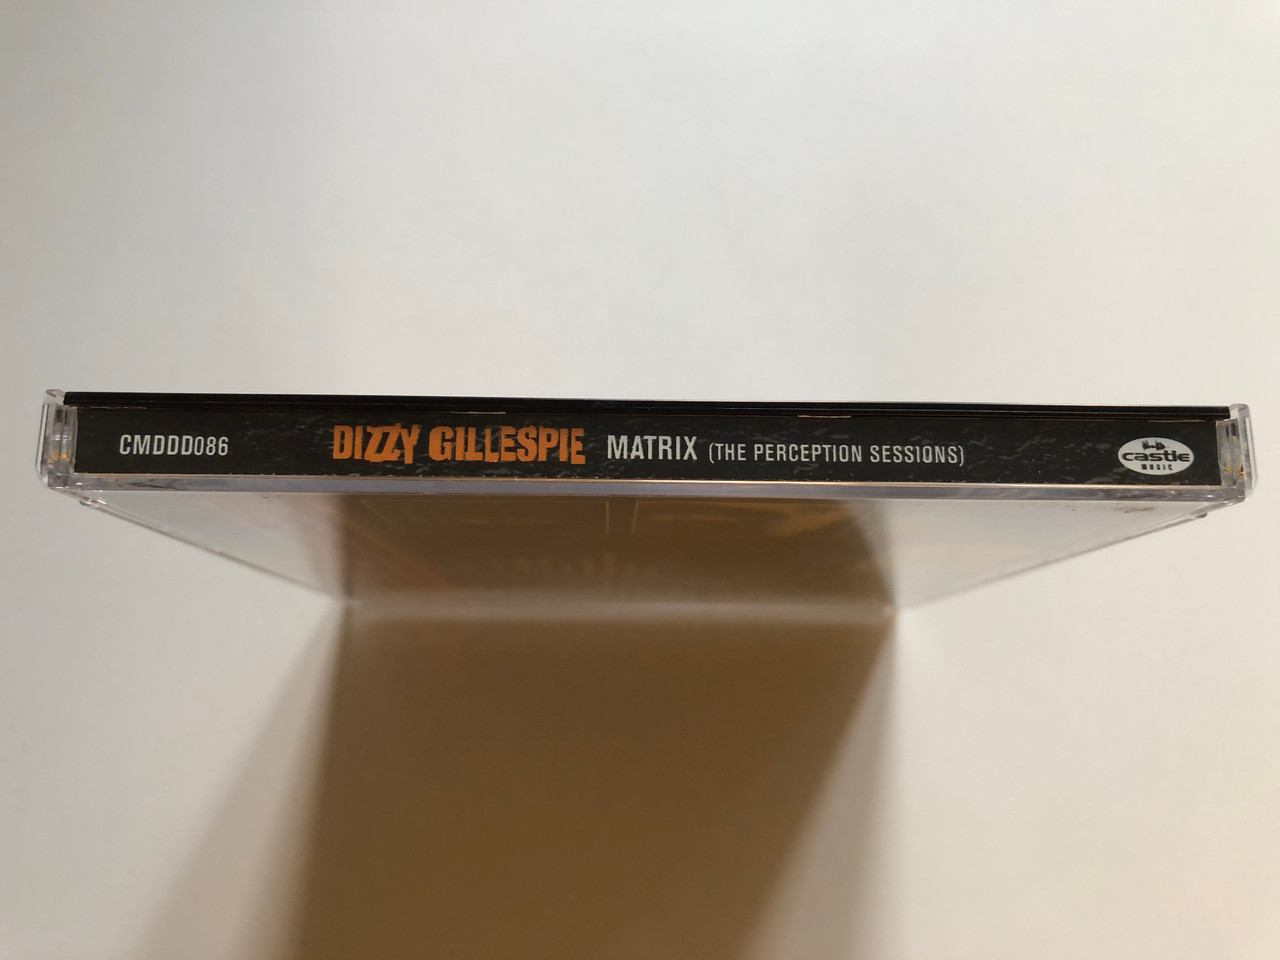 CMDDD086 DIZZY GILLESPIE MATRIX (THE PERCEPTION SESSIONS)
castle
music